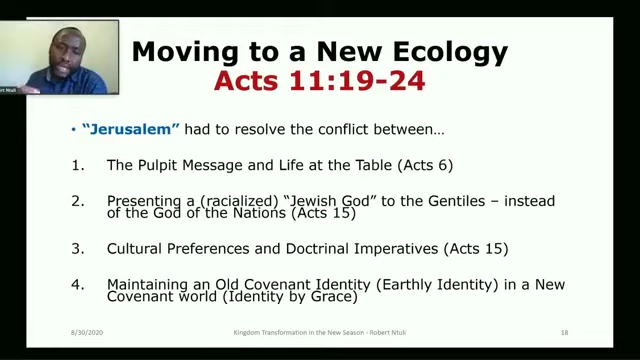 Moving to a New Ecology
Acts 11:19-24
rt Ntuli
• “Jerusalem” had to resolve the conflict between…
1. The Pulpit Message and Life at the Table (Acts 6)
2. Presenting a (racialized) “Jewish God” to the Gentiles – instead
of the God of the Nations (Acts 15)
3. Cultural Preferences and Doctrinal Imperatives (Acts 15)
4. Maintaining an Old Covenant Identity (Earthly Identity) in a New
Covenant world (Identity by Grace)
8/30/2020 Kingdom Transformation in the New Season - Robert Ntuli 18